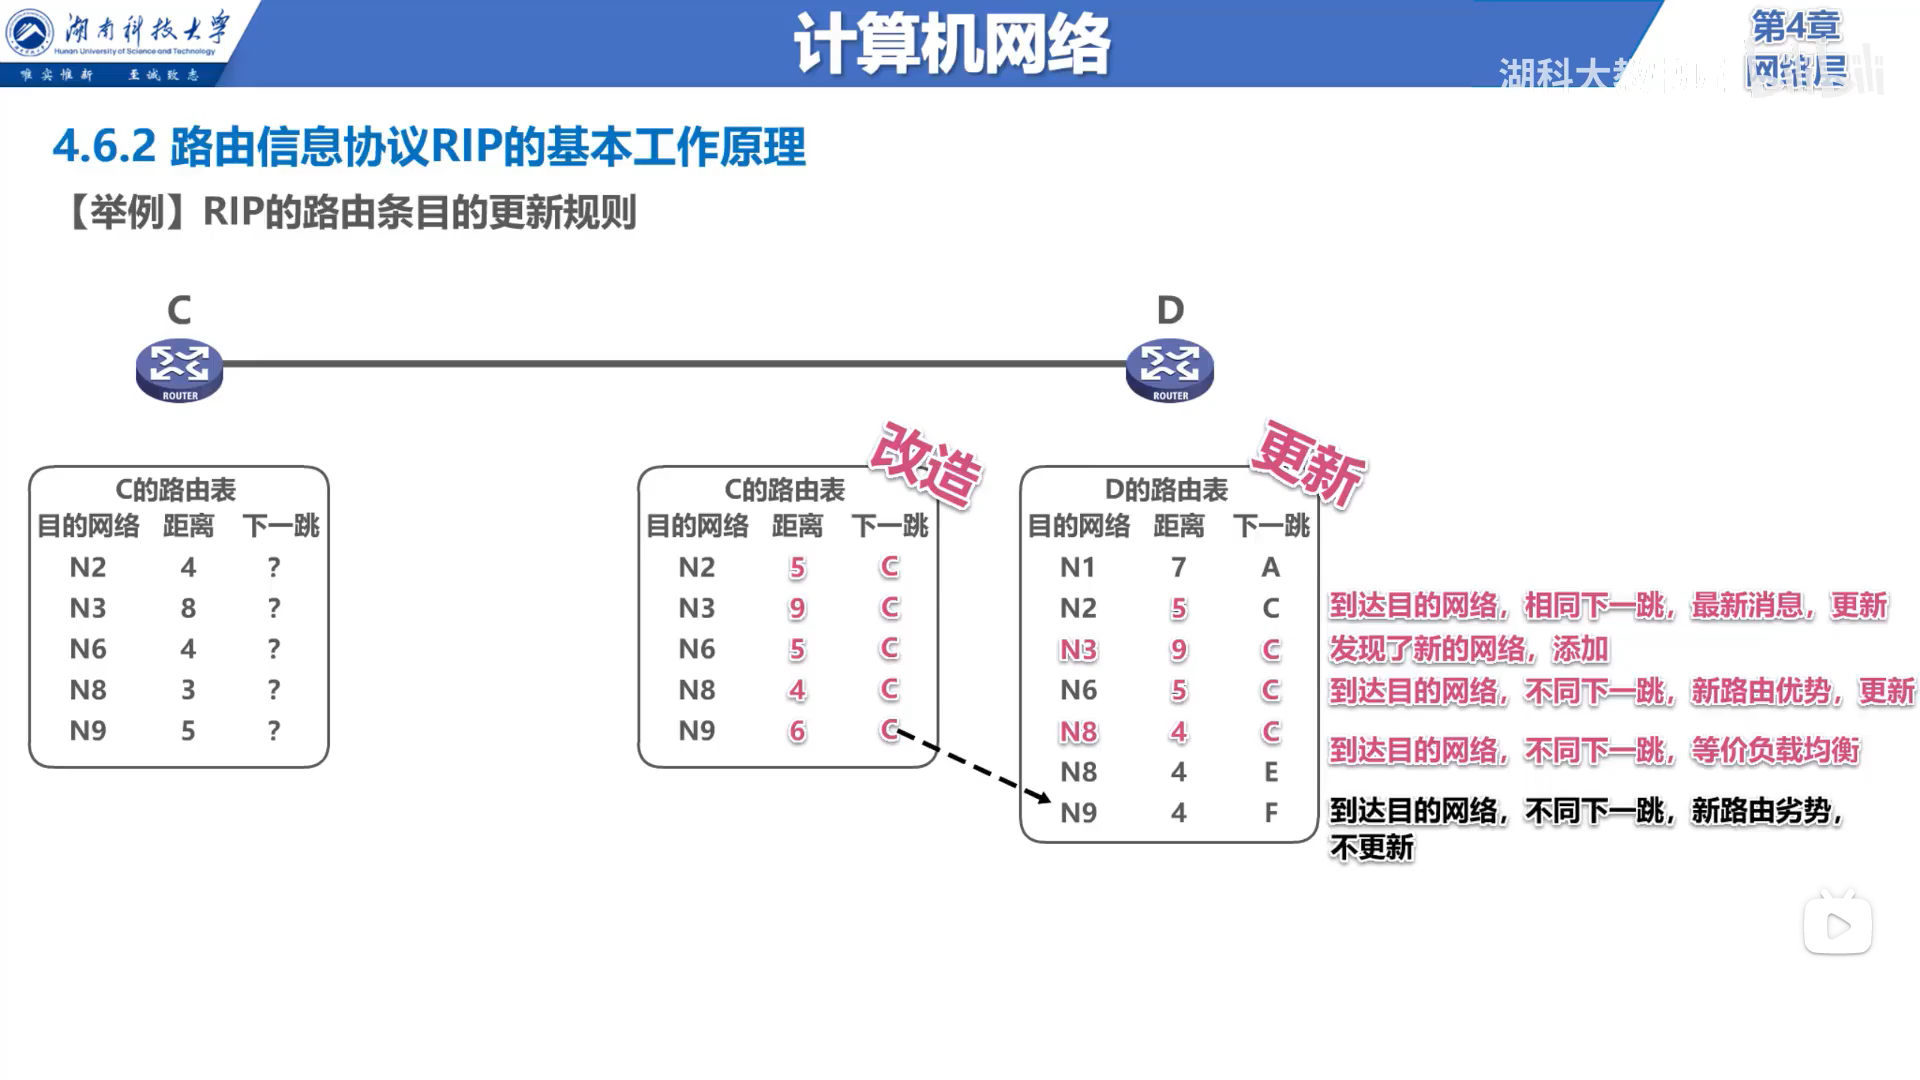 湖南科技大学
Hunan University of Science and Technology
唯实惟新 至诚致志
计算机网络
第4章
网络层
湖科大教书匠
bilibili
4.6.2 路由信息协议RIP的基本工作原理
【举例】RIP的路由条目的更新规则
C
D
ROUTER
ROUTER
改造
更新
C的路由表
目的网络 距离 下一跳
N2 4 ?
N3 8 ?
N6 4 ?
N8 3 ?
N9 5 ?
C的路由表
目的网络 距离 下一跳
N2 5 C
N3 9 C
N6 5 C
N8 4 C
N9 6 C
D的路由表
目的网络 距离 下一跳
N1 7 A
N2 5 C
N3 9 C
N6 5 C
N8 4 C
N8 4 E
N9 4 F
到达目的网络，相同下一跳，最新消息，更新
发现了新的网络，添加
到达目的网络，不同下一跳，新路由优势，更新
到达目的网络，不同下一跳，等价负载均衡
到达目的网络，不同下一跳，新路由劣势，
不更新